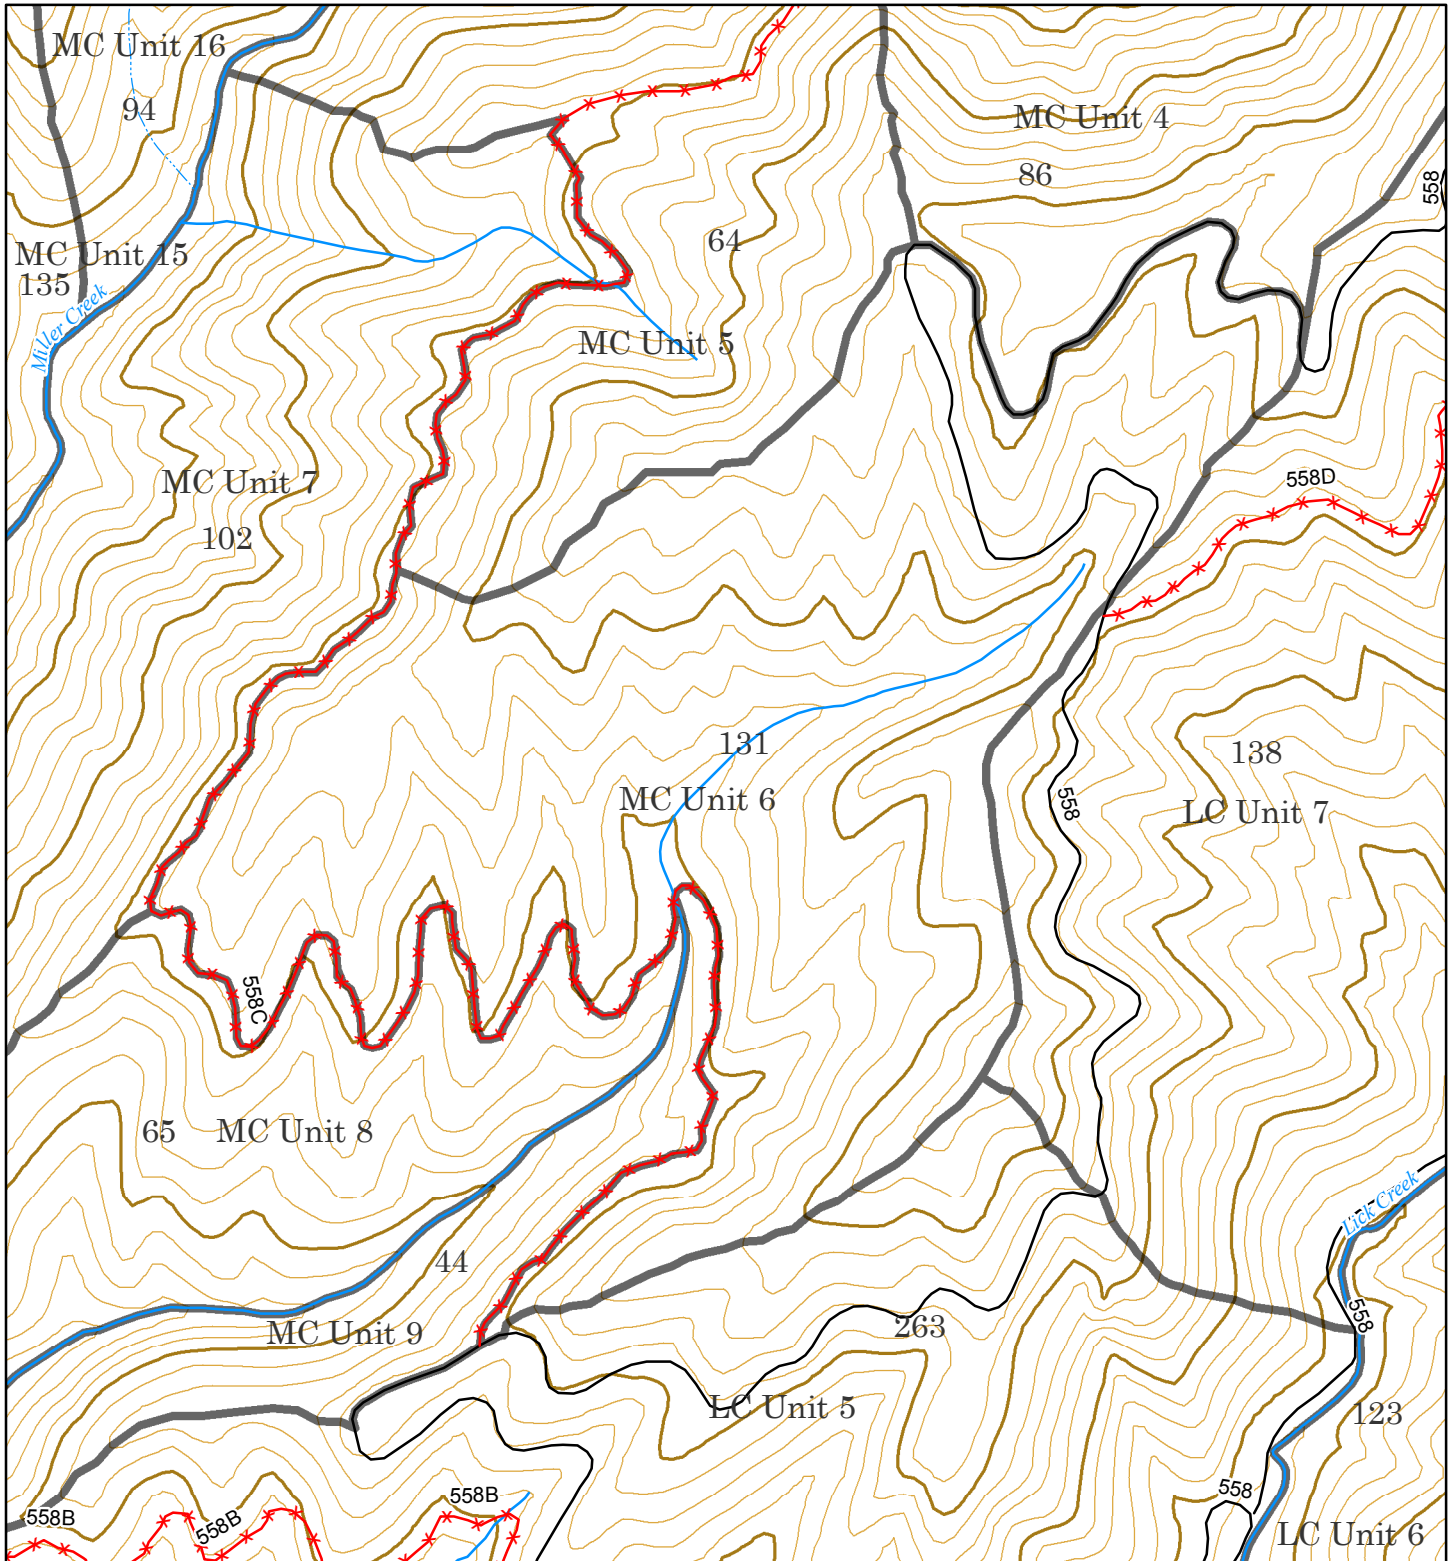 MC Unit 16
94
MC Unit 4
86
558
MC Unit 15
135
64
Miller Creek
MC Unit 5
MC Unit 7
102
558D
131
MC Unit 6
138
LC Unit 7
558
558C
65
MC Unit 8
Lick Creek
44
MC Unit 9
263
558
LC Unit 5
123
558
558B
558B
558B
LC Unit 6